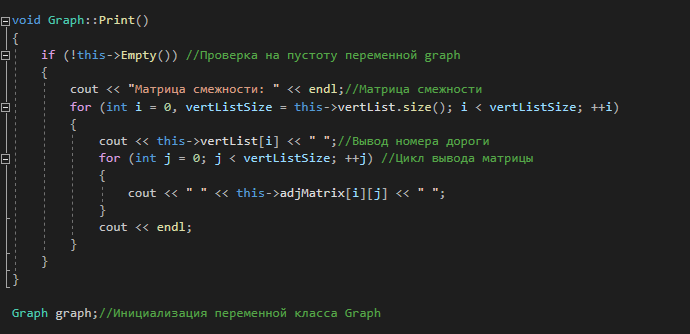 void Graph::Print()
{
if (!this->Empty()) //Проверка на пустоту переменной graph
{
cout << "Матрица смежности: " << endl;//Матрица смежности
for (int i = 0, vertListSize = this->vertList.size(); i < vertListSize; ++i)
{
cout << this->vertList[i] << " ";//Вывод номера дороги
for (int j = 0; j < vertListSize; ++j) //Цикл вывода матрицы
{
cout << " " << this->adjMatrix[i][j] << " ";
}
cout << endl;
}
}
}
Graph graph;//Инициализация переменной класса Graph